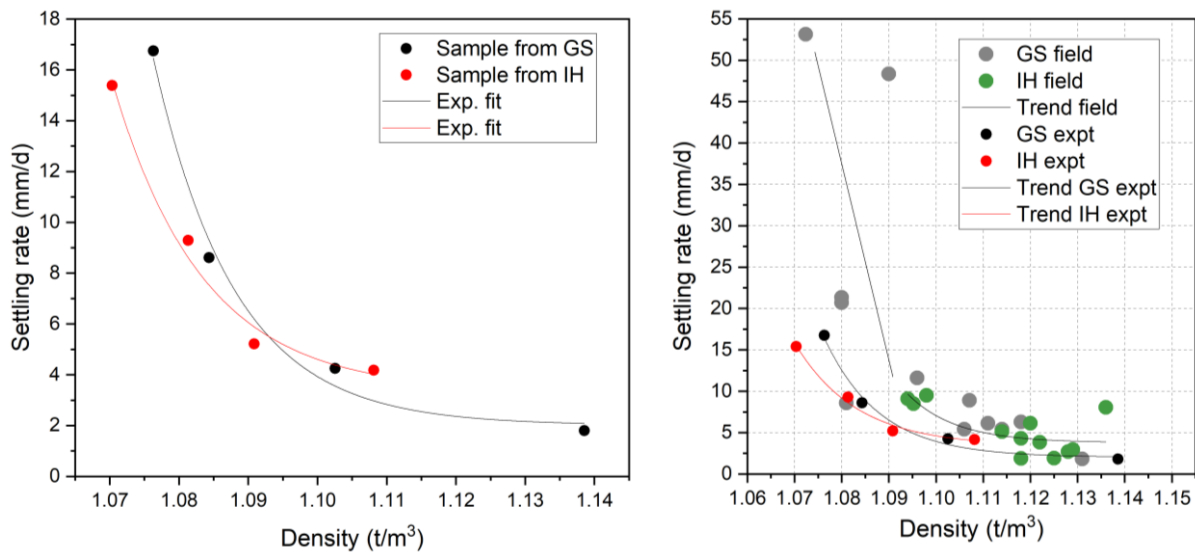 18
16
14
12
10
8
6
4
2
0
Settling rate (mm/d)
Sample from GS
Sample from IH
Exp. fit
Exp. fit
1.07 1.08 1.09 1.10 1.11 1.12 1.13 1.14
Density (t/m³)
55
50
45
40
35
30
25
20
15
10
5
0
Settling rate (mm/d)
GS field
IH field
Trend field
GS expt
IH expt
Trend GS expt
Trend IH expt
1.06 1.07 1.08 1.09 1.10 1.11 1.12 1.13 1.14 1.15
Density (t/m³)